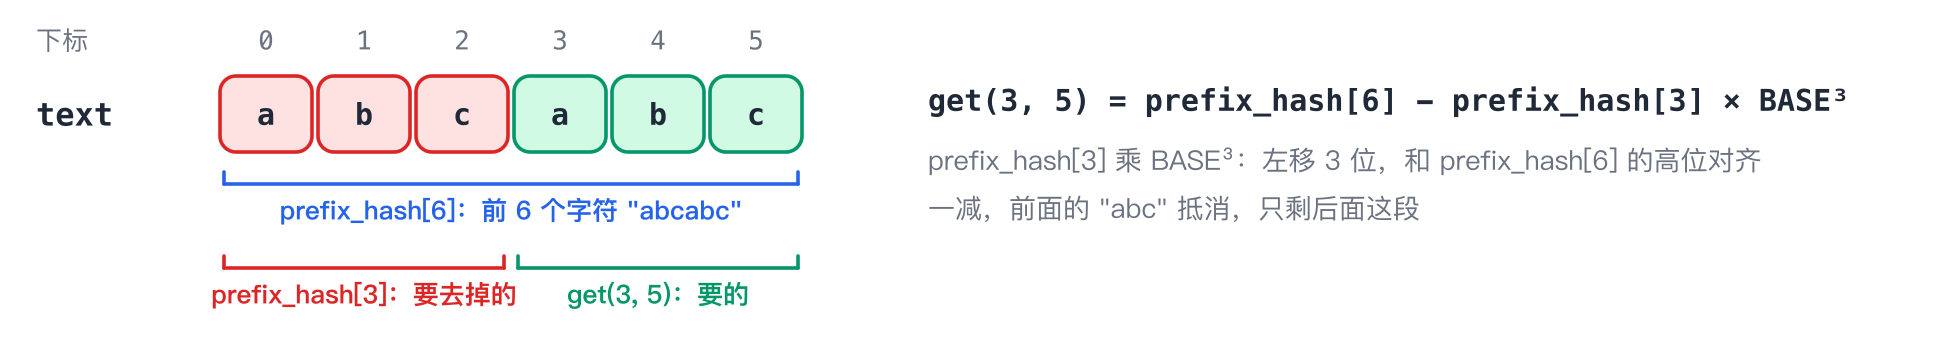 下标 0 1 2 3 4 5
text a b c a b c
prefix_hash[6]：前 6 个字符 "abcabc"
prefix_hash[3]：要去掉的 get(3, 5)：要的
get(3, 5) = prefix_hash[6] − prefix_hash[3] × BASE³
prefix_hash[3] 乘 BASE³：左移 3 位，和 prefix_hash[6] 的高位对齐
一减，前面的 "abc" 抵消，只剩后面这段